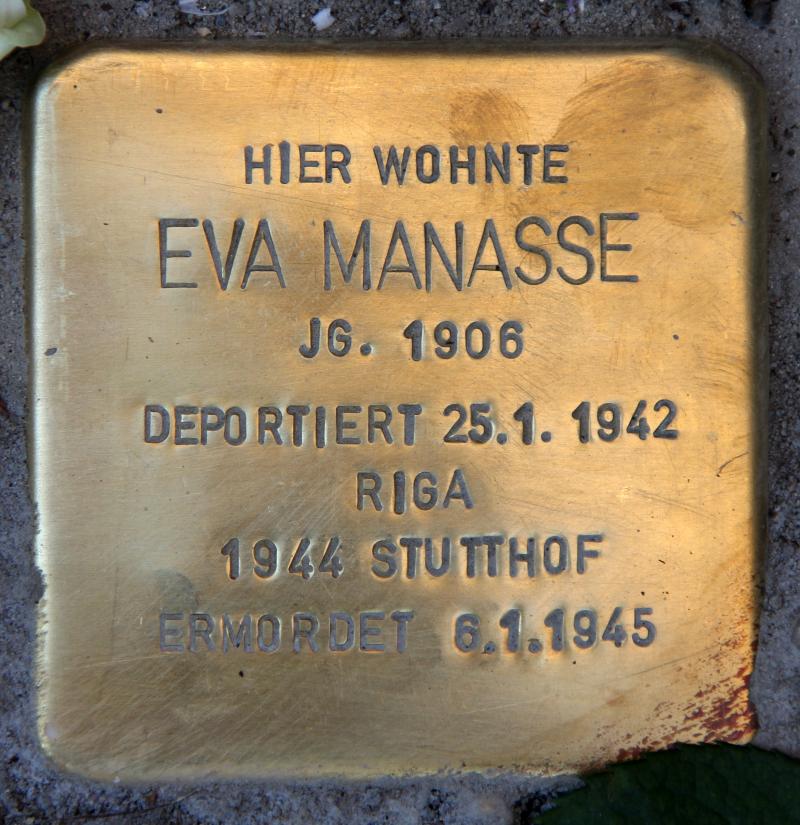 HIER WOHNTE
EVA MANASSE
JG. 1906
DEPORTIERT 25.1.1942
RIGA
1944 STUTTHOF
ERMORDET 6.1.1945